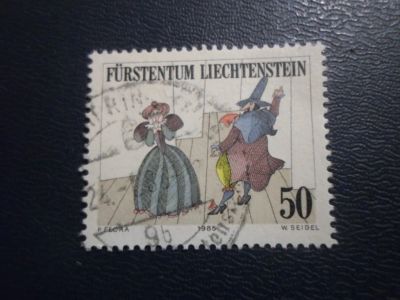 FÜRSTENTUM LIECHTENSTEIN
50
P. FLORA 1985 W. SEIDEL